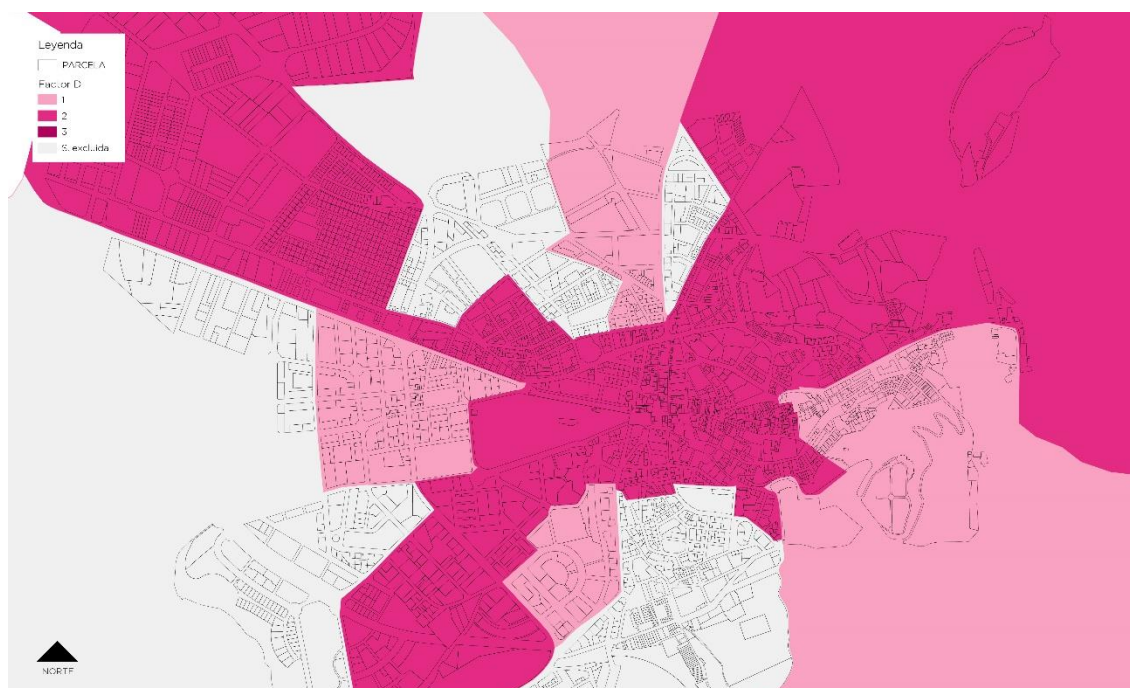 Leyenda
PARCELA
Factor D
1
2
3
S. excluida
NORTE